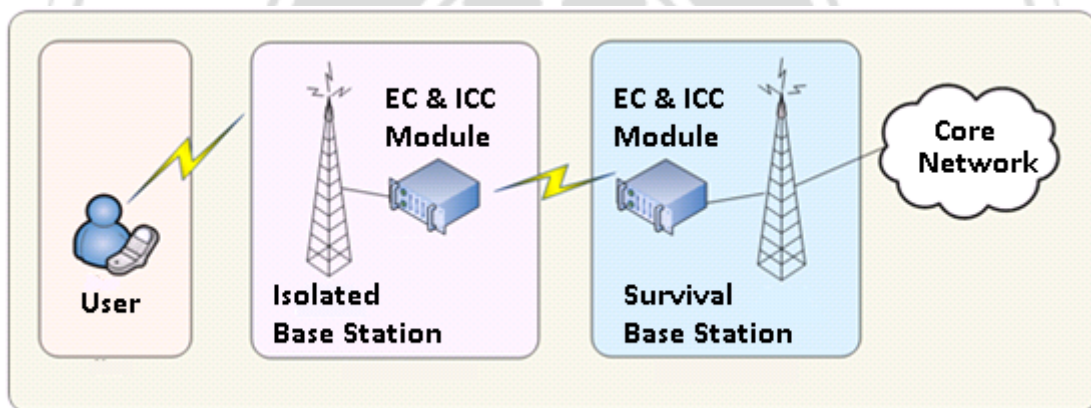 User
EC & ICC
Module
Isolated
Base Station
EC & ICC
Module
Survival
Base Station
Core
Network